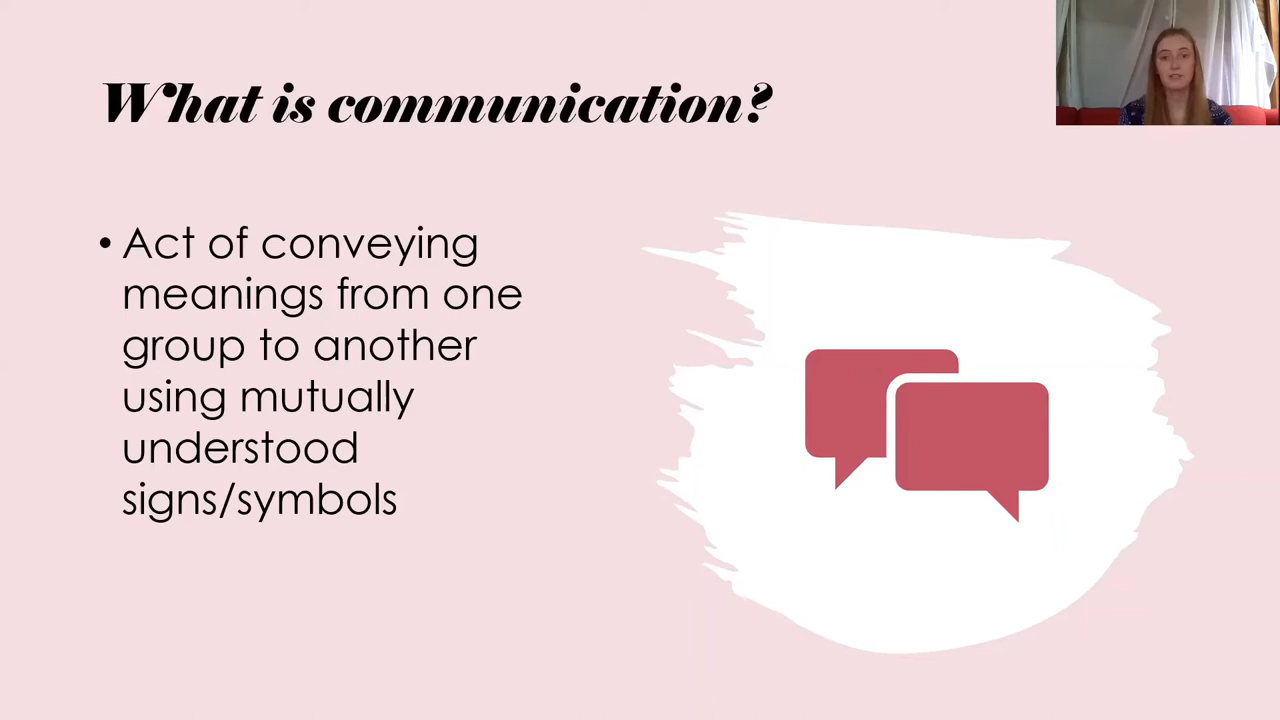 What is communication?
• Act of conveying
meanings from one
group to another
using mutually
understood
signs/symbols